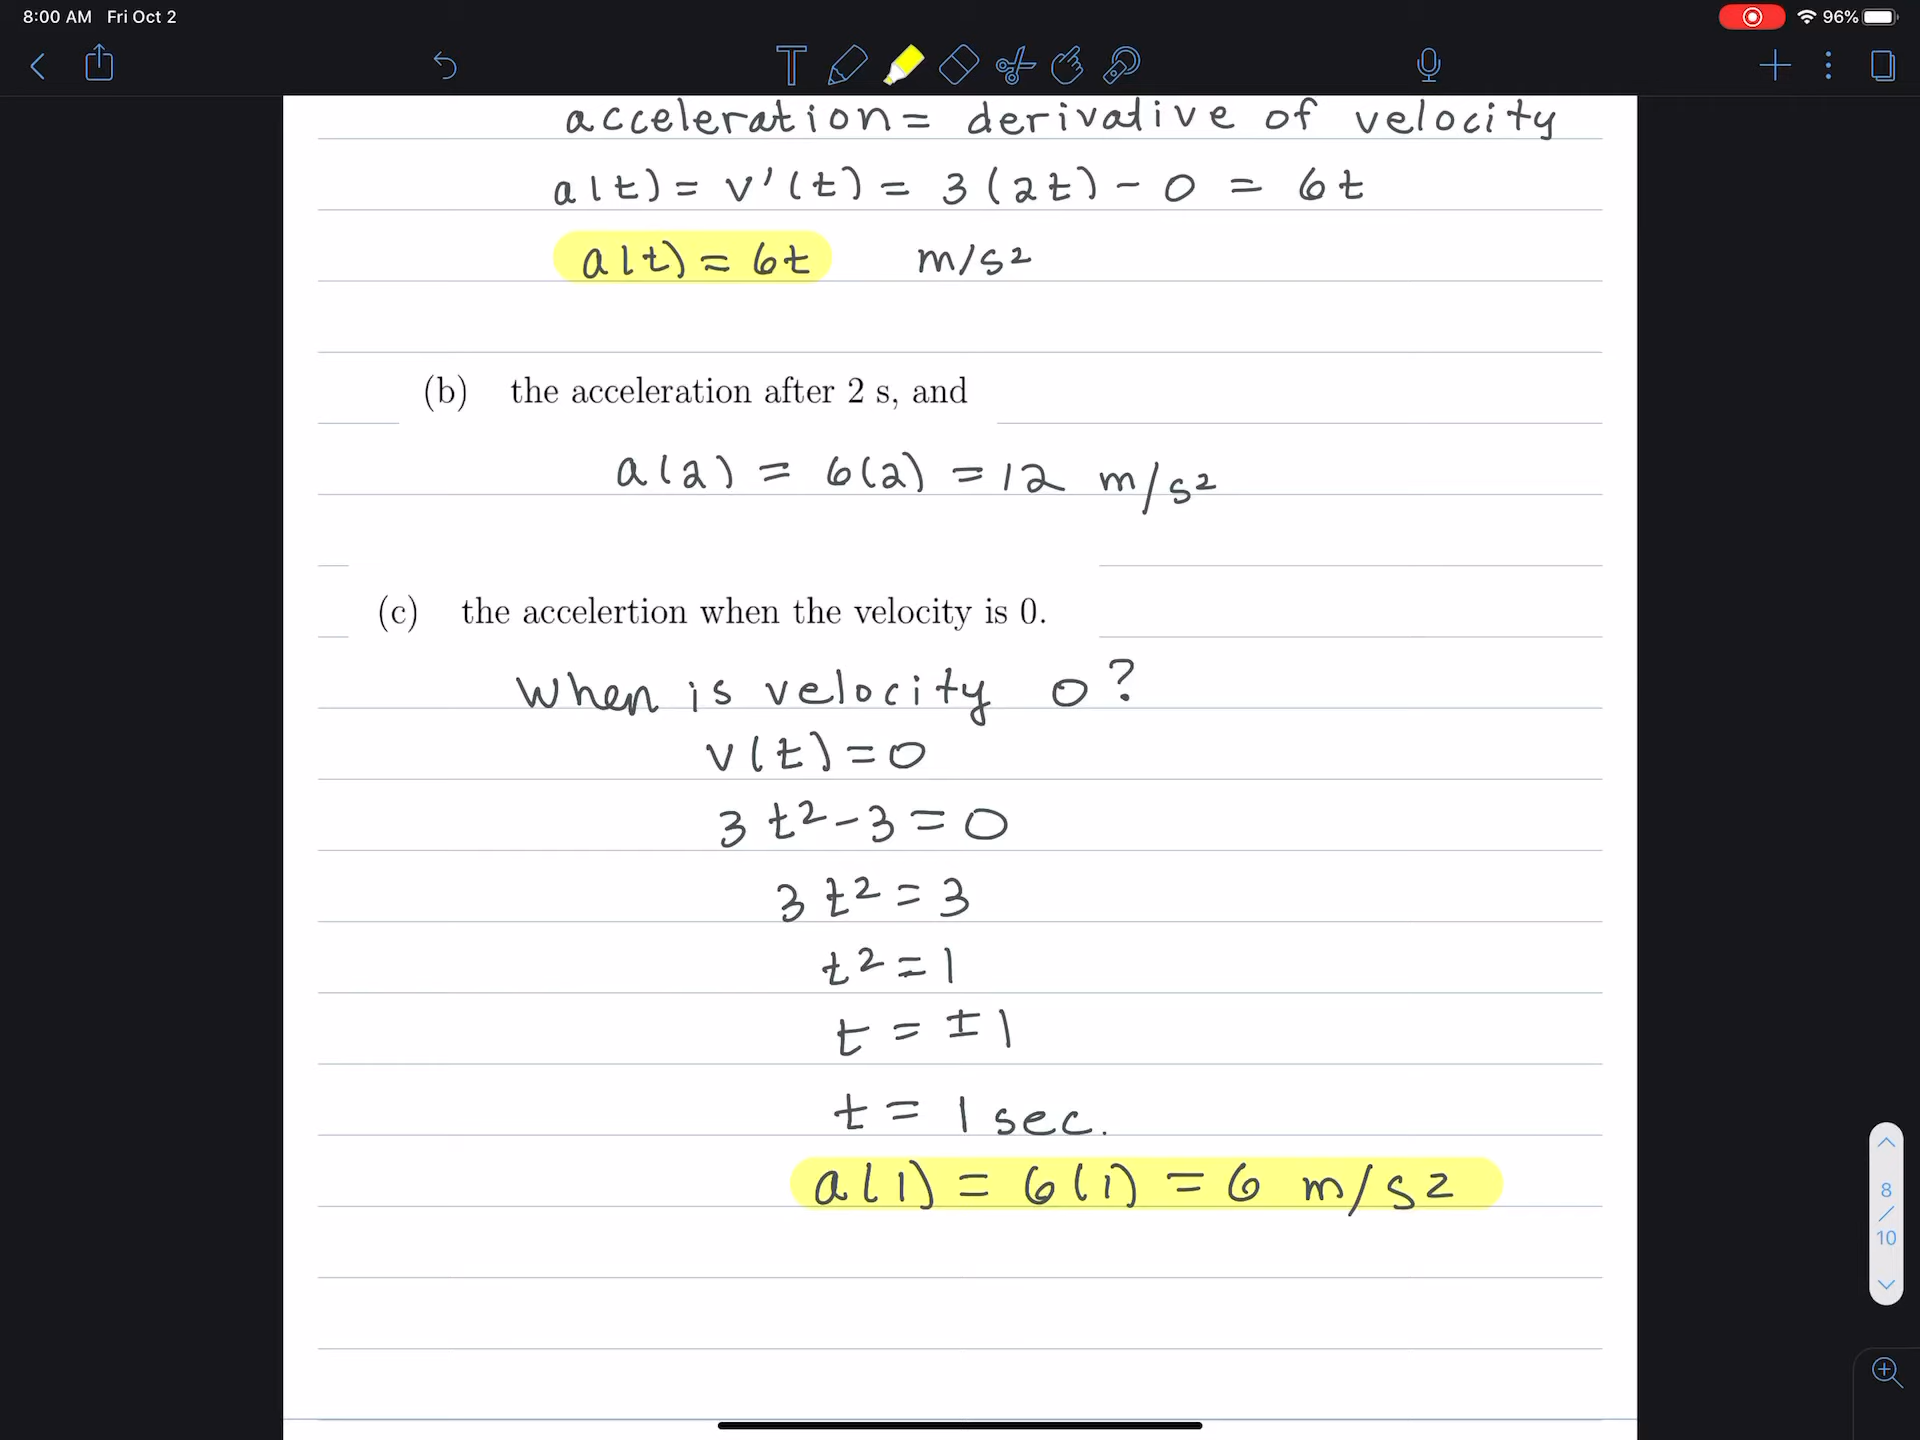 8:00 AM Fri Oct 2
96%
T
acceleration = derivative of velocity
a(t) = v'(t) = 3(2t) - 0 = 6t
a(t) = 6t m/s²
(b) the acceleration after 2 s, and
a(2) = 6(2) = 12 m/s²
(c) the accelertion when the velocity is 0.
When is velocity 0?
v(t) = 0
3t² - 3 = 0
3t² = 3
t² = 1
t = ±1
t = 1 sec.
a(1) = 6(1) = 6 m/s²
8
/
10